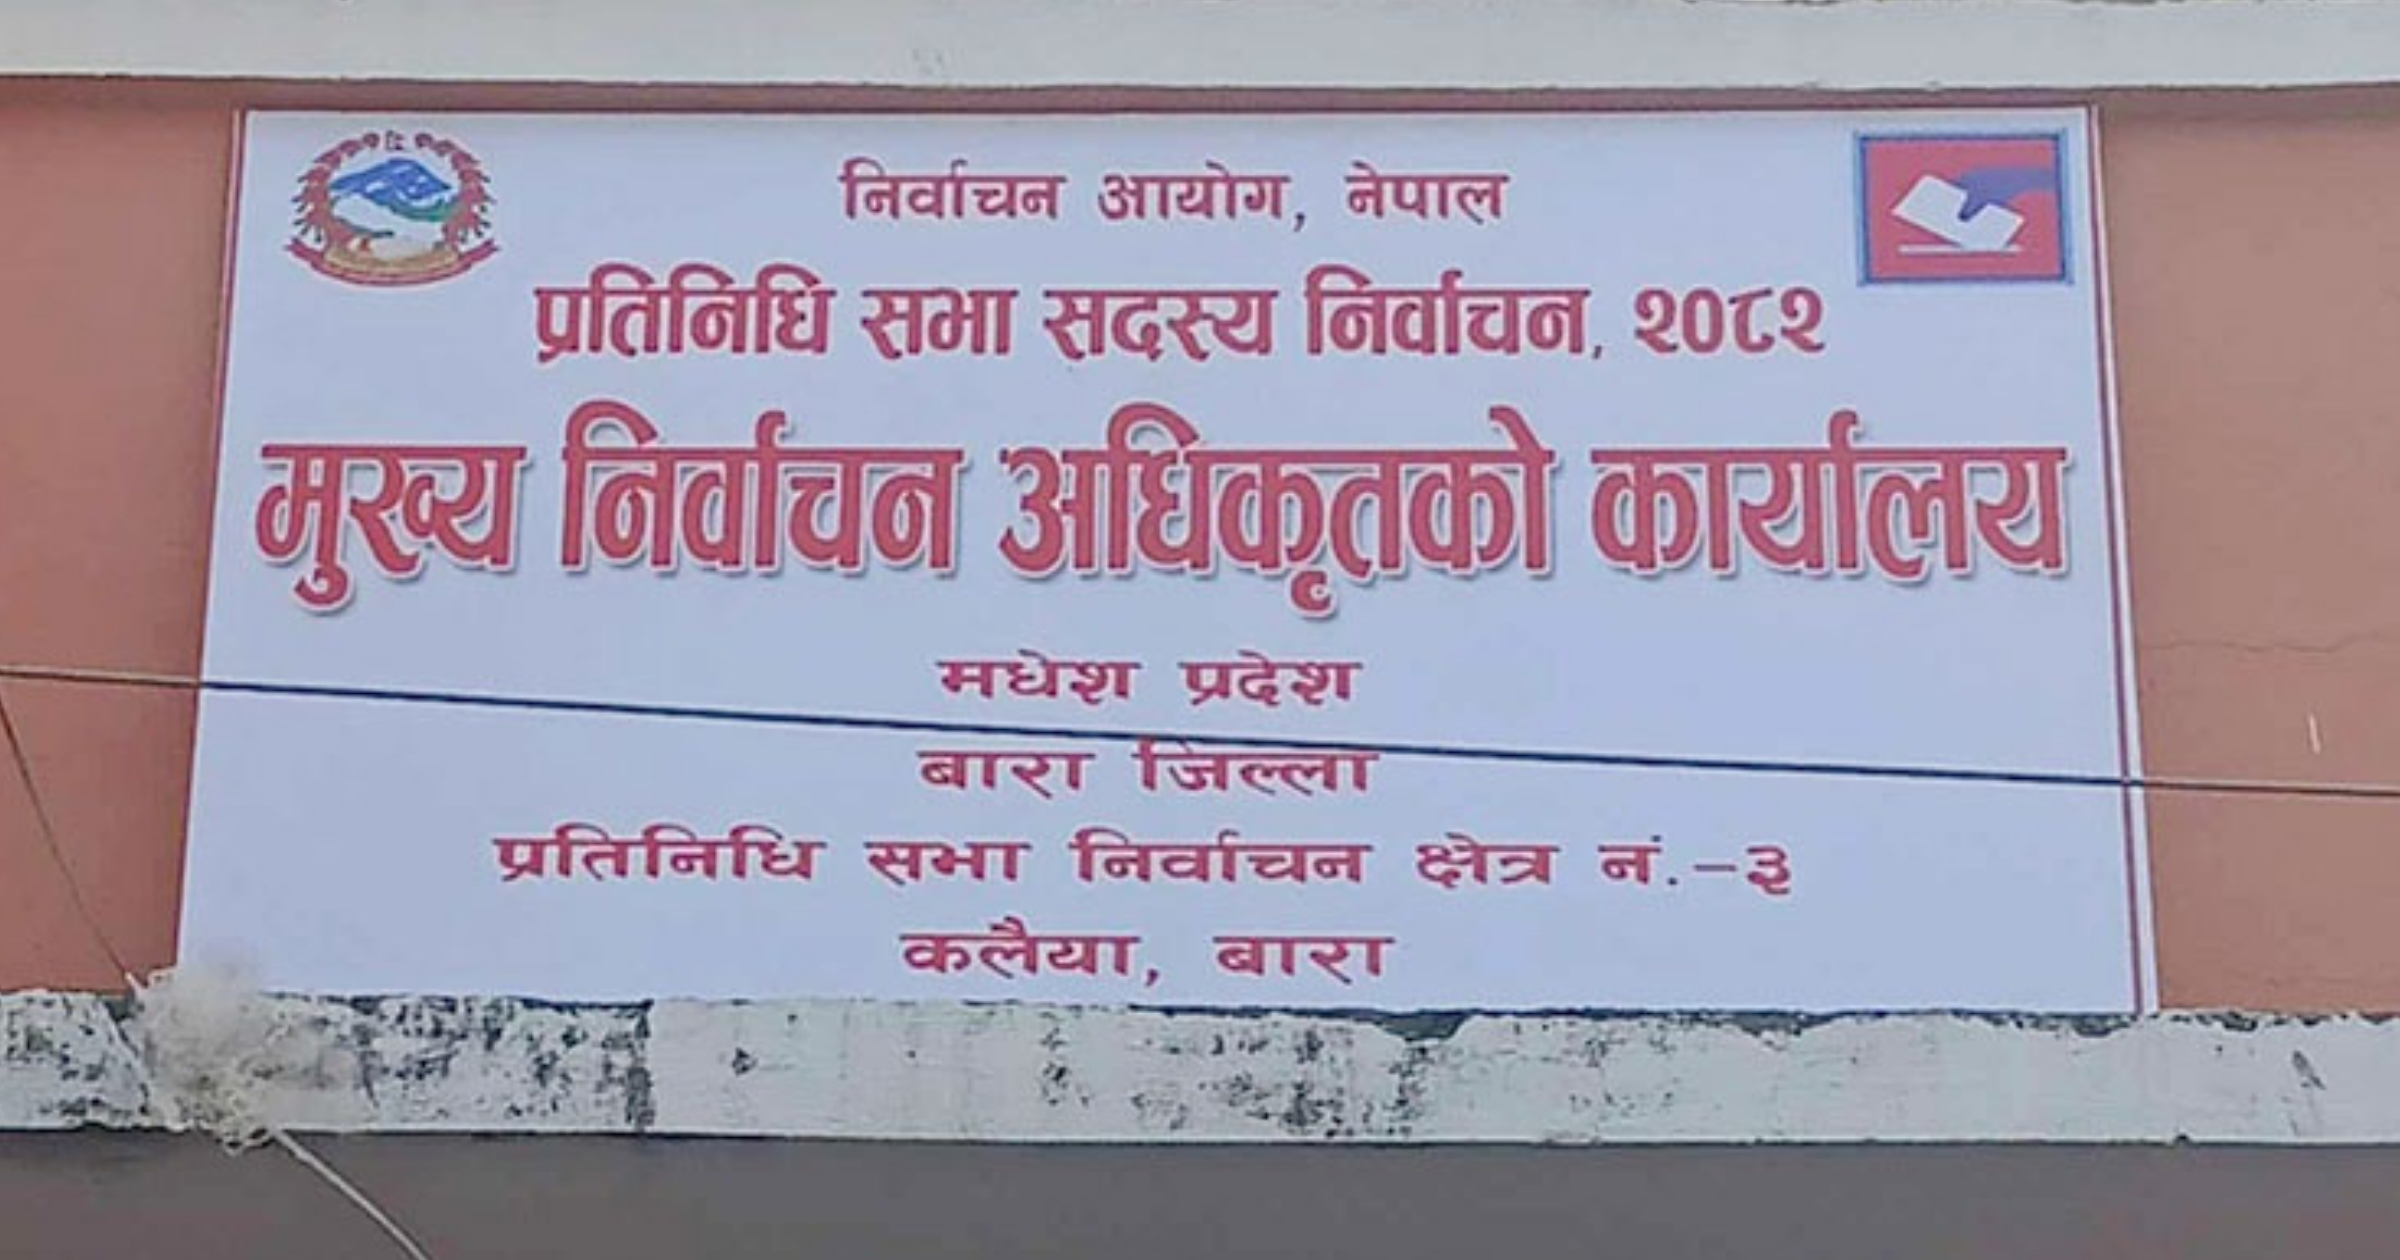 निर्वाचन आयोग, नेपाल
प्रतिनिधि सभा सदस्य निर्वाचन, २०८२
मुख्य निर्वाचन अधिकृतको कार्यालय
मधेश प्रदेश
बारा जिल्ला
प्रतिनिधि सभा निर्वाचन क्षेत्र नं.-३
कलैया, बारा